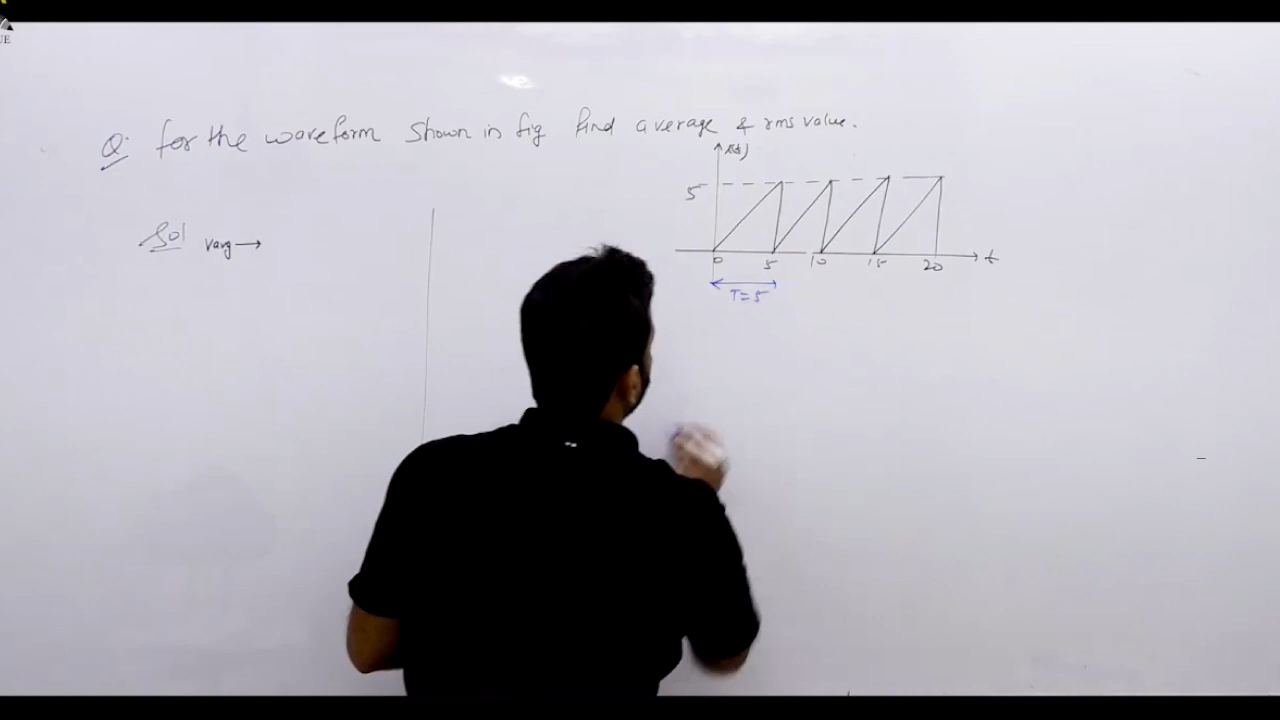 Q: for the waveform shown in fig find average & rms value.
5
Sol Vavg →
0 5 10 15 20 t
T=5